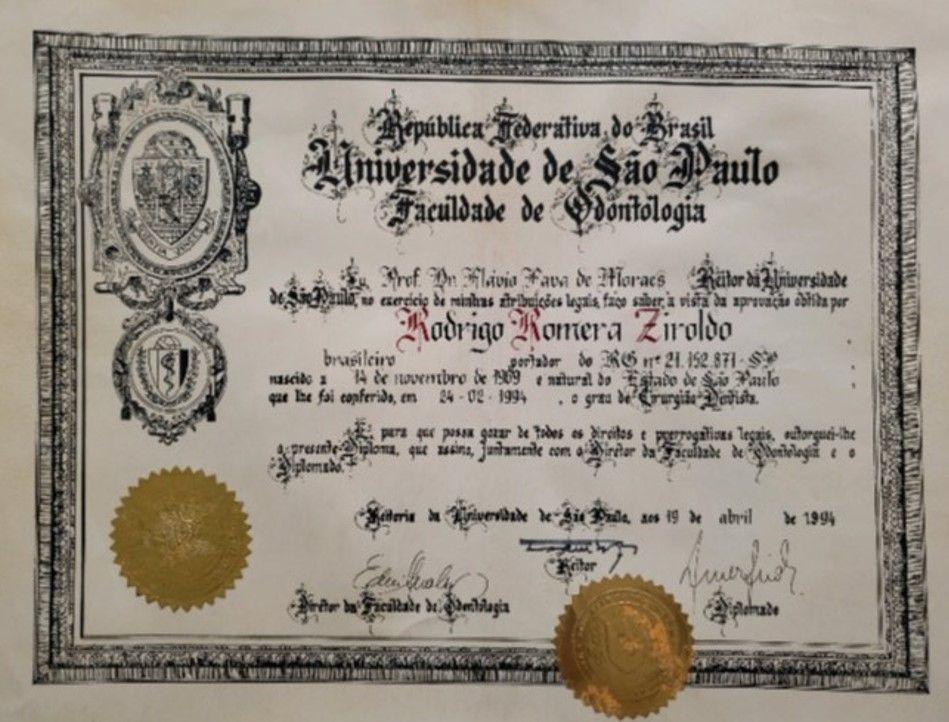 República Federativa do Brasil
Universidade de São Paulo
Faculdade de Odontologia
Eu, Prof. Dr. Flávio Fava de Moraes Reitor da Universidade
de São Paulo, no exercício de minhas atribuições legais, faço saber, à vista da aprovação obtida por
Rodrigo Romera Ziroldo
brasileiro portador do RG nº 21.152.871-SP
nascido a 14 de novembro de 1969 e natural do Estado de São Paulo
que lhe foi conferido, em 24-02-1994, o grau de Cirurgião Dentista.
E para que possa gozar de todos os direitos e prerrogativas legais, outorguei-lhe
o presente Diploma, que assino, juntamente com o Diretor da Faculdade de Odontologia e o
Diplomado.
Reitoria da Universidade de São Paulo, aos 19 de abril de 1994
Reitor
Diretor da Faculdade de Odontologia
Diplomado